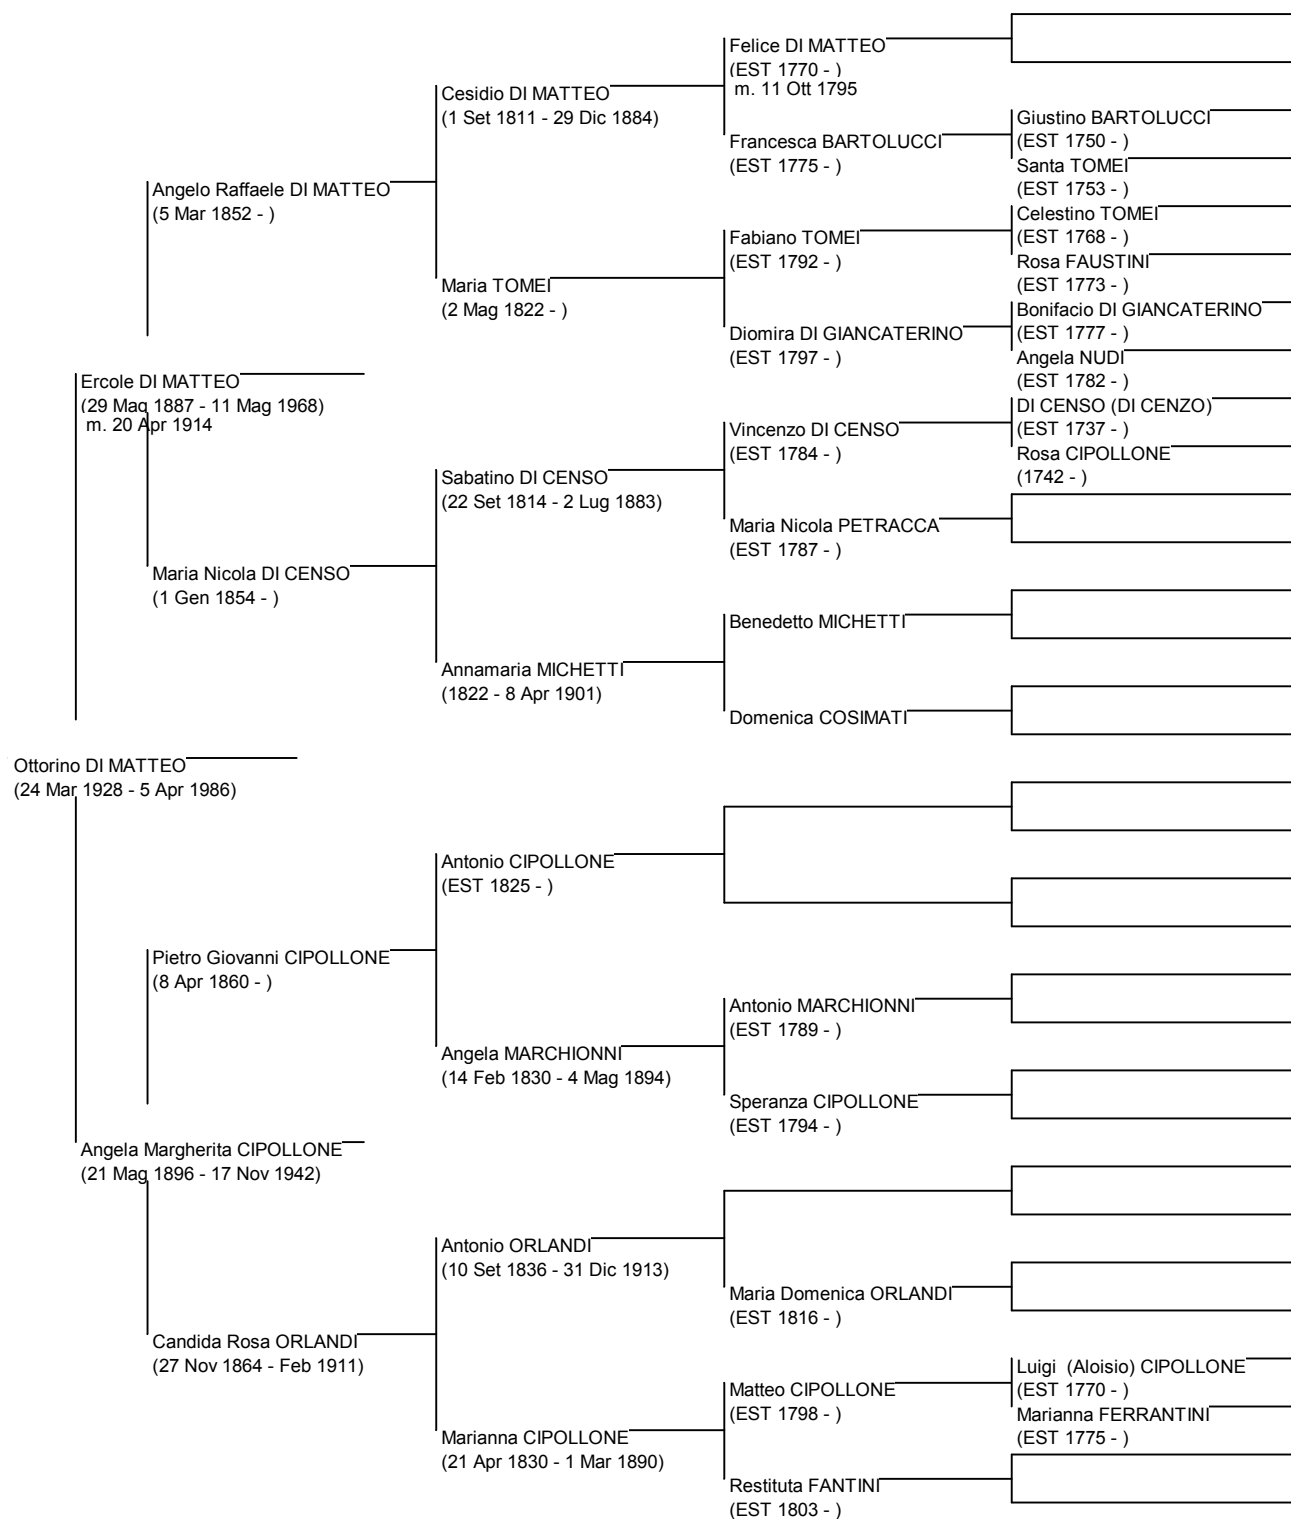 Felice DI MATTEO
(EST 1770 - )
m. 11 Ott 1795
Cesidio DI MATTEO
(1 Set 1811 - 29 Dic 1884)
Giustino BARTOLUCCI
(EST 1750 - )
Francesca BARTOLUCCI
(EST 1775 - )
Santa TOMEI
(EST 1753 - )
Angelo Raffaele DI MATTEO
(5 Mar 1852 - )
Celestino TOMEI
(EST 1768 - )
Fabiano TOMEI
(EST 1792 - )
Rosa FAUSTINI
(EST 1773 - )
Maria TOMEI
(2 Mag 1822 - )
Bonifacio DI GIANCATERINO
(EST 1777 - )
Diomira DI GIANCATERINO
(EST 1797 - )
Angela NUDI
(EST 1782 - )
Ercole DI MATTEO
(29 Mag 1887 - 11 Mag 1968)
m. 20 Apr 1914
DI CENSO (DI CENZO)
(EST 1737 - )
Vincenzo DI CENSO
(EST 1784 - )
Rosa CIPOLLONE
(1742 - )
Sabatino DI CENSO
(22 Set 1814 - 2 Lug 1883)
Maria Nicola PETRACCA
(EST 1787 - )
Maria Nicola DI CENSO
(1 Gen 1854 - )
Benedetto MICHETTI
Annamaria MICHETTI
(1822 - 8 Apr 1901)
Domenica COSIMATI
Ottorino DI MATTEO
(24 Mar 1928 - 5 Apr 1986)
Antonio CIPOLLONE
(EST 1825 - )
Pietro Giovanni CIPOLLONE
(8 Apr 1860 - )
Antonio MARCHIONNI
(EST 1789 - )
Angela MARCHIONNI
(14 Feb 1830 - 4 Mag 1894)
Speranza CIPOLLONE
(EST 1794 - )
Angela Margherita CIPOLLONE
(21 Mag 1896 - 17 Nov 1942)
Antonio ORLANDI
(10 Set 1836 - 31 Dic 1913)
Maria Domenica ORLANDI
(EST 1816 - )
Candida Rosa ORLANDI
(27 Nov 1864 - Feb 1911)
Luigi  (Aloisio) CIPOLLONE
(EST 1770 - )
Matteo CIPOLLONE
(EST 1798 - )
Marianna FERRANTINI
(EST 1775 - )
Marianna CIPOLLONE
(21 Apr 1830 - 1 Mar 1890)
Restituta FANTINI
(EST 1803 - )